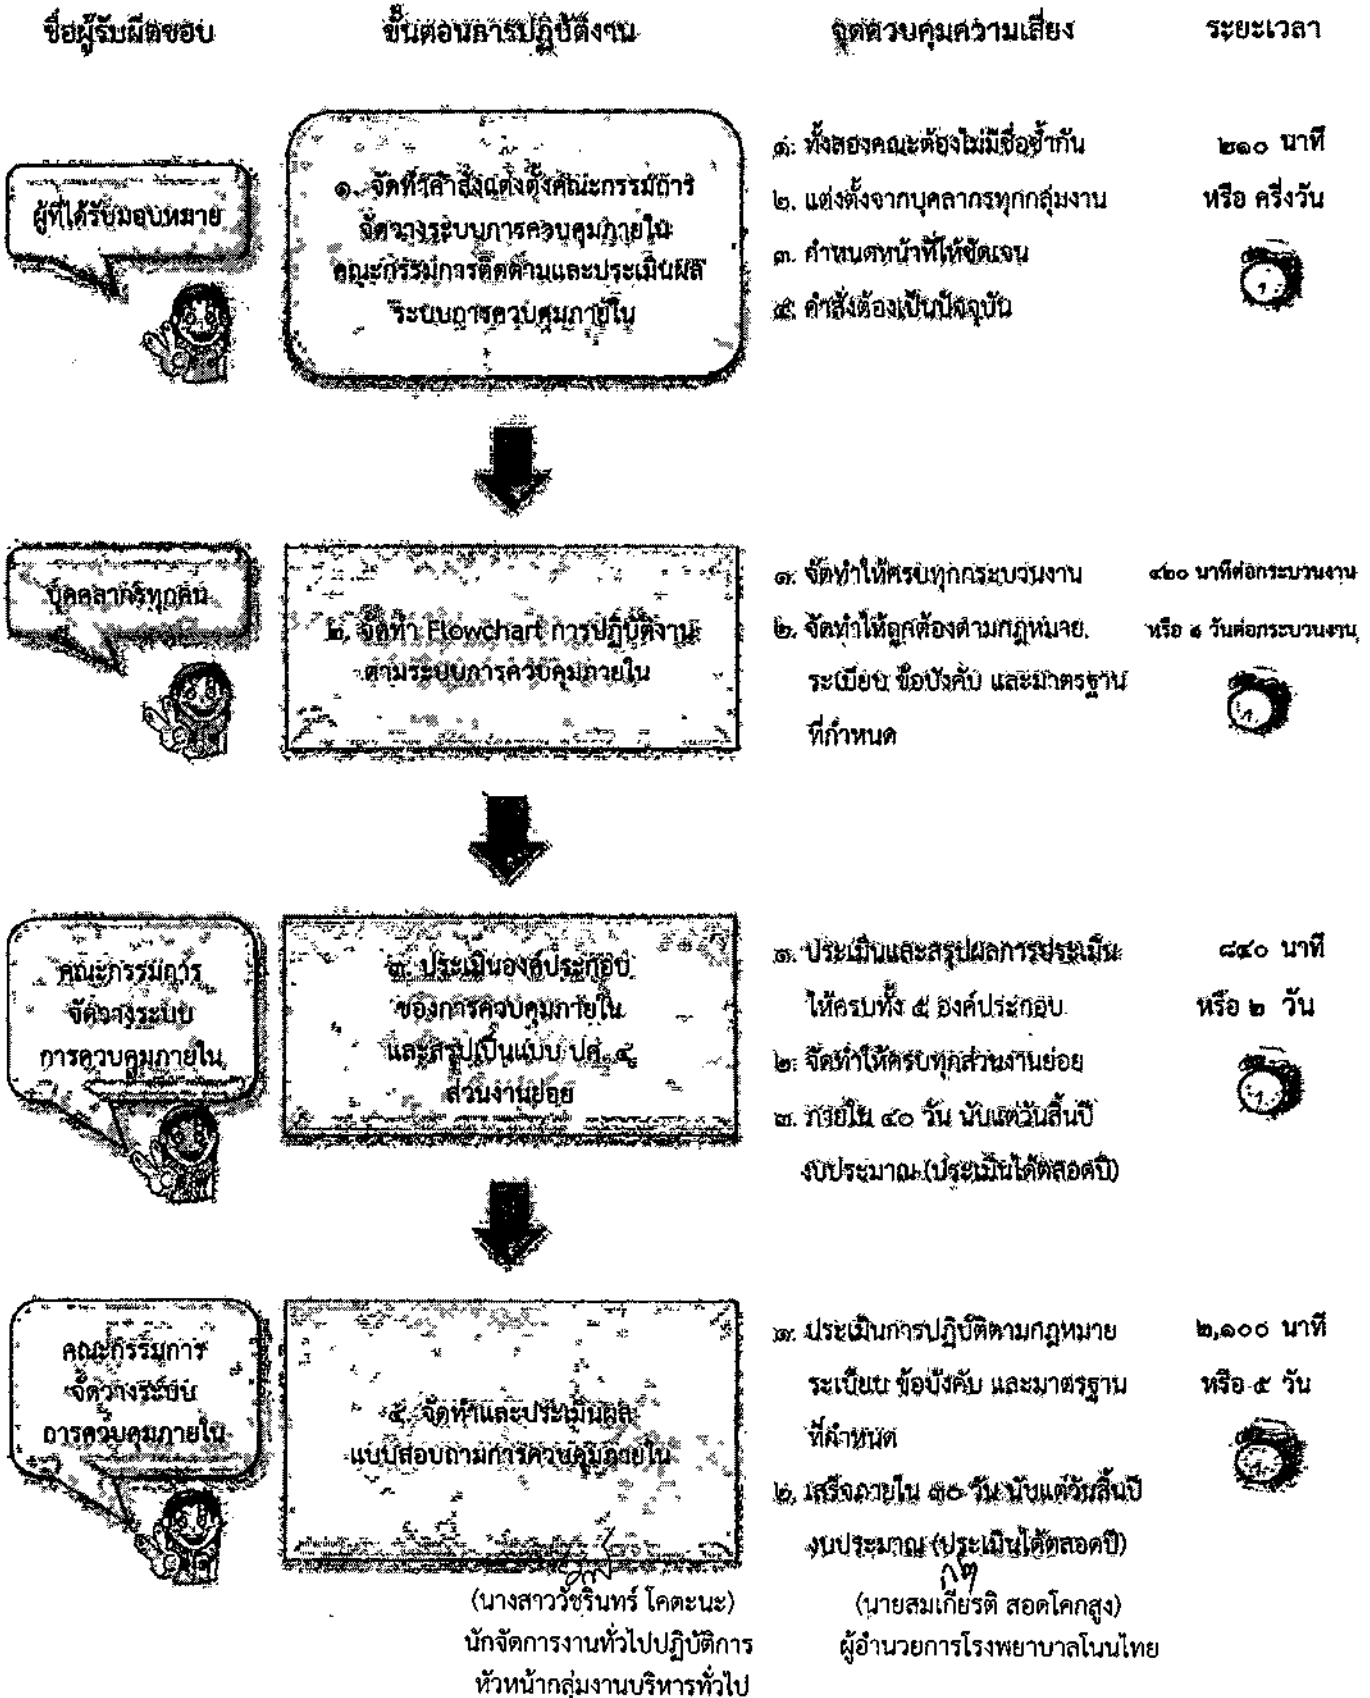 ชื่อผู้รับผิดชอบ
ขั้นตอนการปฏิบัติงาน
จุดควบคุมความเสี่ยง
ระยะเวลา
ผู้ที่ได้รับมอบหมาย
๑. จัดทำคำสั่งแต่งตั้งคณะกรรมการ
จัดวางระบบการควบคุมภายใน
คณะกรรมการติดตามและประเมินผล
ระบบการควบคุมภายใน
๑. ทั้งสองคณะต้องไม่มีชื่อซ้ำกัน
๒. แต่งตั้งจากบุคลากรทุกกลุ่มงาน
๓. กำหนดหน้าที่ให้ชัดเจน
๔. คำสั่งต้องเป็นปัจจุบัน
๒๑๐ นาที
หรือ ครึ่งวัน
บุคคลากรทุกคน
๒. จัดทำ Flowchart การปฏิบัติงาน
ตามระบบการควบคุมภายใน
๑. จัดทำให้ครบทุกกระบวนงาน
๒. จัดทำให้ถูกต้องตามกฎหมาย
ระเบียบ ข้อบังคับ และมาตรฐาน
ที่กำหนด
๔๒๐ นาทีต่อกระบวนงาน
หรือ ๑ วันต่อกระบวนงาน
คณะกรรมการ
จัดวางระบบ
การควบคุมภายใน
๓. ประเมินองค์ประกอบ
ของการควบคุมภายใน
และสรุปเป็นแบบ ปค. ๔
ส่วนงานย่อย
๑. ประเมินและสรุปผลการประเมิน
ให้ครบทั้ง ๕ องค์ประกอบ
๒. จัดทำให้ครบทุกส่วนงานย่อย
๓. ภายใน ๔๐ วัน นับแต่วันสิ้นปี
งบประมาณ (ประเมินได้ตลอดปี)
๘๔๐ นาที
หรือ ๒ วัน
คณะกรรมการ
จัดวางระบบ
การควบคุมภายใน
๔. จัดทำและประเมินผล
แบบสอบถามการควบคุมภายใน
๑. ประเมินการปฏิบัติตามกฎหมาย
ระเบียบ ข้อบังคับ และมาตรฐาน
ที่กำหนด
๒. เสร็จภายใน ๓๐ วัน นับแต่วันสิ้นปี
งบประมาณ (ประเมินได้ตลอดปี)
๒,๑๐๐ นาที
หรือ ๕ วัน
(นางสาววัชรินทร์ โคตะนะ)
นักจัดการงานทั่วไปปฏิบัติการ
หัวหน้ากลุ่มงานบริหารทั่วไป
(นายสมเกียรติ สอดโคกสูง)
ผู้อำนวยการโรงพยาบาลโนนไทย